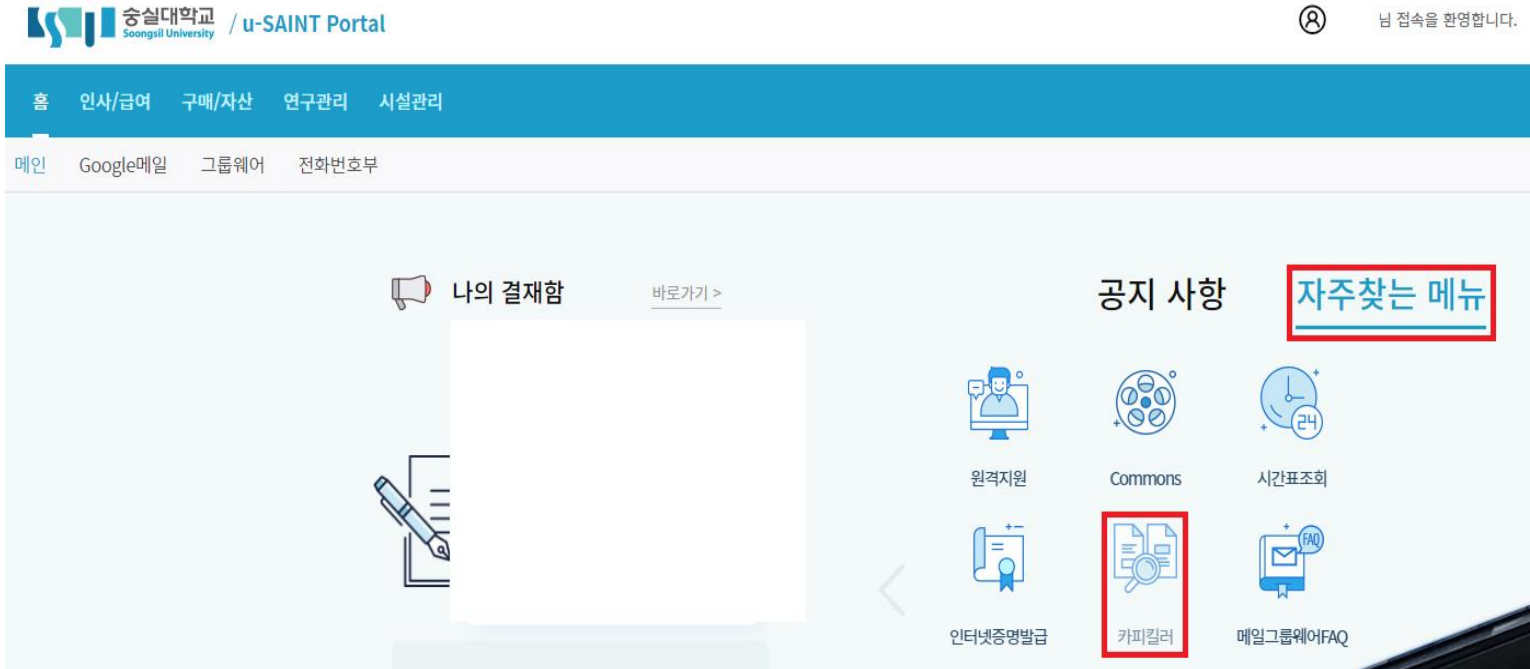 숭실대학교
Soongsil University
/ u-SAINT Portal
님 접속을 환영합니다.
홈 인사/급여 구매/자산 연구관리 시설관리
메인 Google메일 그룹웨어 전화번호부
나의 결재함 바로가기 >
공지 사항 자주찾는 메뉴
24
원격지원 Commons 시간표조회
FAQ
인터넷증명발급 카피킬러 메일그룹웨어FAQ